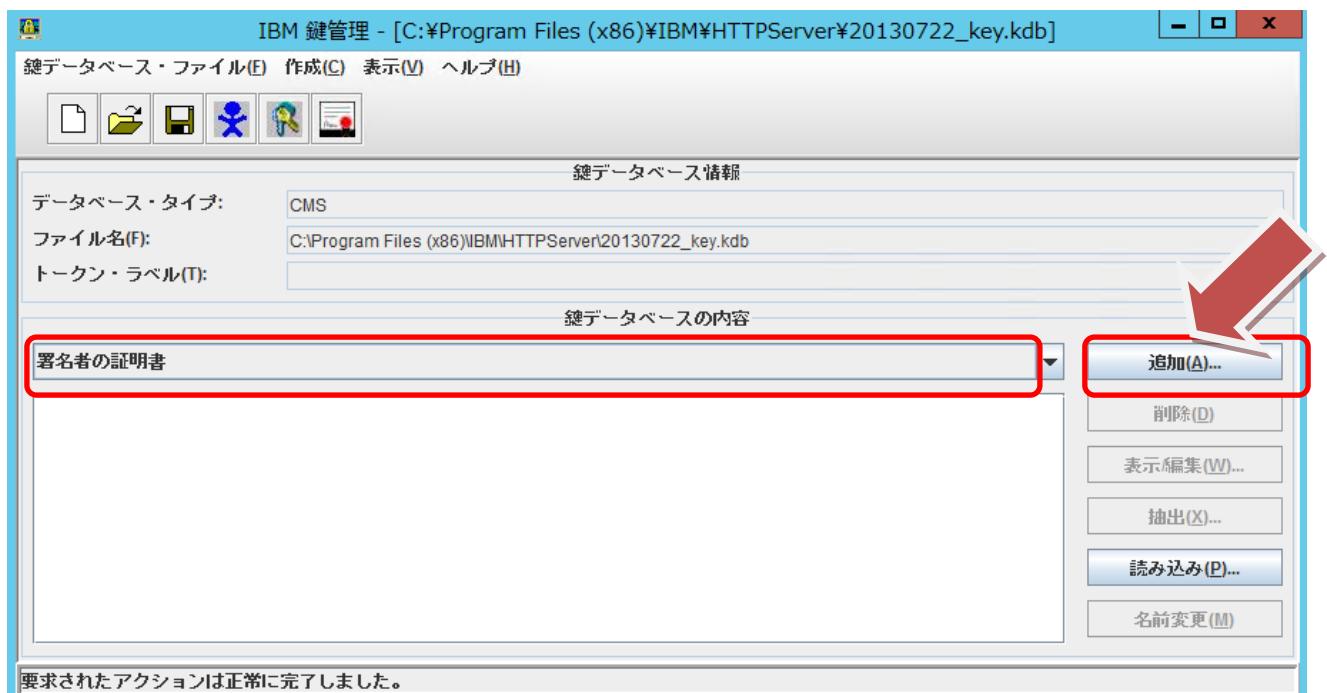 IBM 鍵管理 - [C:¥Program Files (x86)¥IBM¥HTTPServer¥20130722_key.kdb]
鍵データベース・ファイル(F) 作成(C) 表示(V) ヘルプ(H)
鍵データベース情報
データベース・タイプ: CMS
ファイル名(F): C:\Program Files (x86)\IBM\HTTPServer\20130722_key.kdb
トークン・ラベル(T):
鍵データベースの内容
署名者の証明書
追加(A)...
削除(D)
表示/編集(W)...
抽出(X)...
読み込み(P)...
名前変更(M)
要求されたアクションは正常に完了しました。